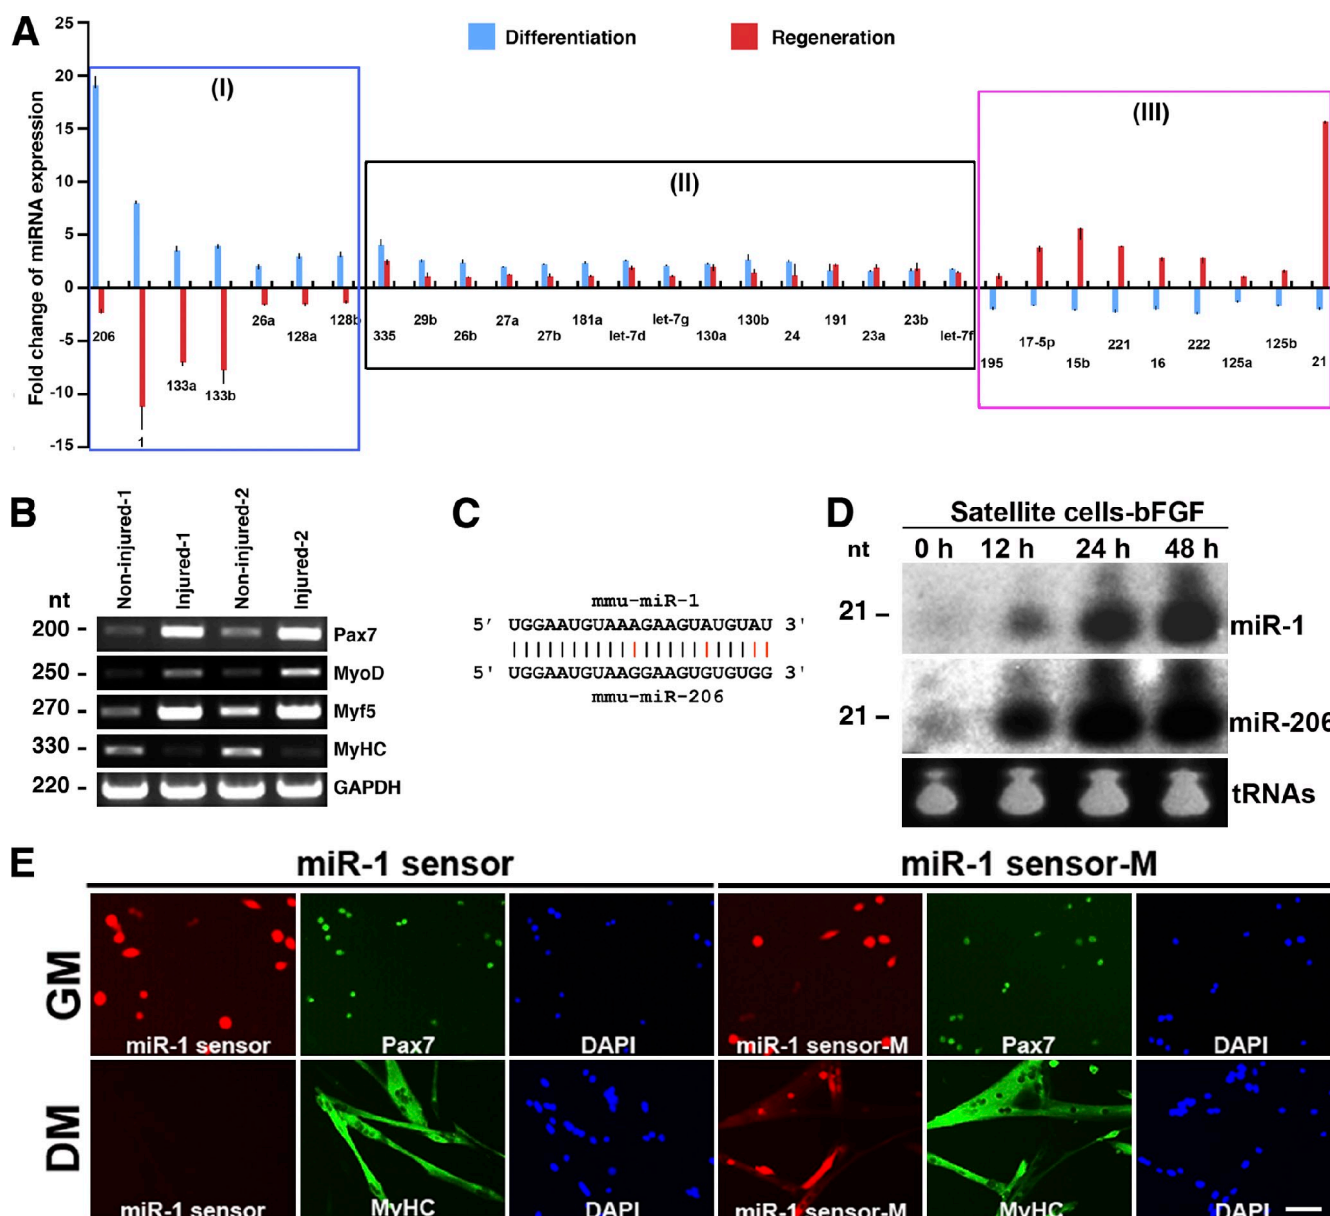 A
Differentiation
Regeneration
Fold change of miRNA expression
25
20
15
10
5
0
-5
-10
-15
(I)
(II)
(III)
206
1
133a
133b
26a
128a
128b
335
29b
26b
27a
27b
181a
let-7d
let-7g
130a
130b
24
191
23a
23b
let-7f
195
17-5p
15b
221
16
222
125a
125b
21
B
Non-injured-1
Injured-1
Non-injured-2
Injured-2
nt
200 - Pax7
250 - MyoD
270 - Myf5
330 - MyHC
220 - GAPDH
C
mmu-miR-1
5' UGGAAUGUAAAGAAGUAUGUAU 3'
5' UGGAAUGUAAGGAAGUGUGUGG 3'
mmu-miR-206
D
Satellite cells-bFGF
nt 0 h 12 h 24 h 48 h
21 – miR-1
21 – miR-206
tRNAs
E
miR-1 sensor miR-1 sensor-M
GM
miR-1 sensor Pax7 DAPI miR-1 sensor-M Pax7 DAPI
DM
miR-1 sensor MyHC DAPI miR-1 sensor-M MyHC DAPI